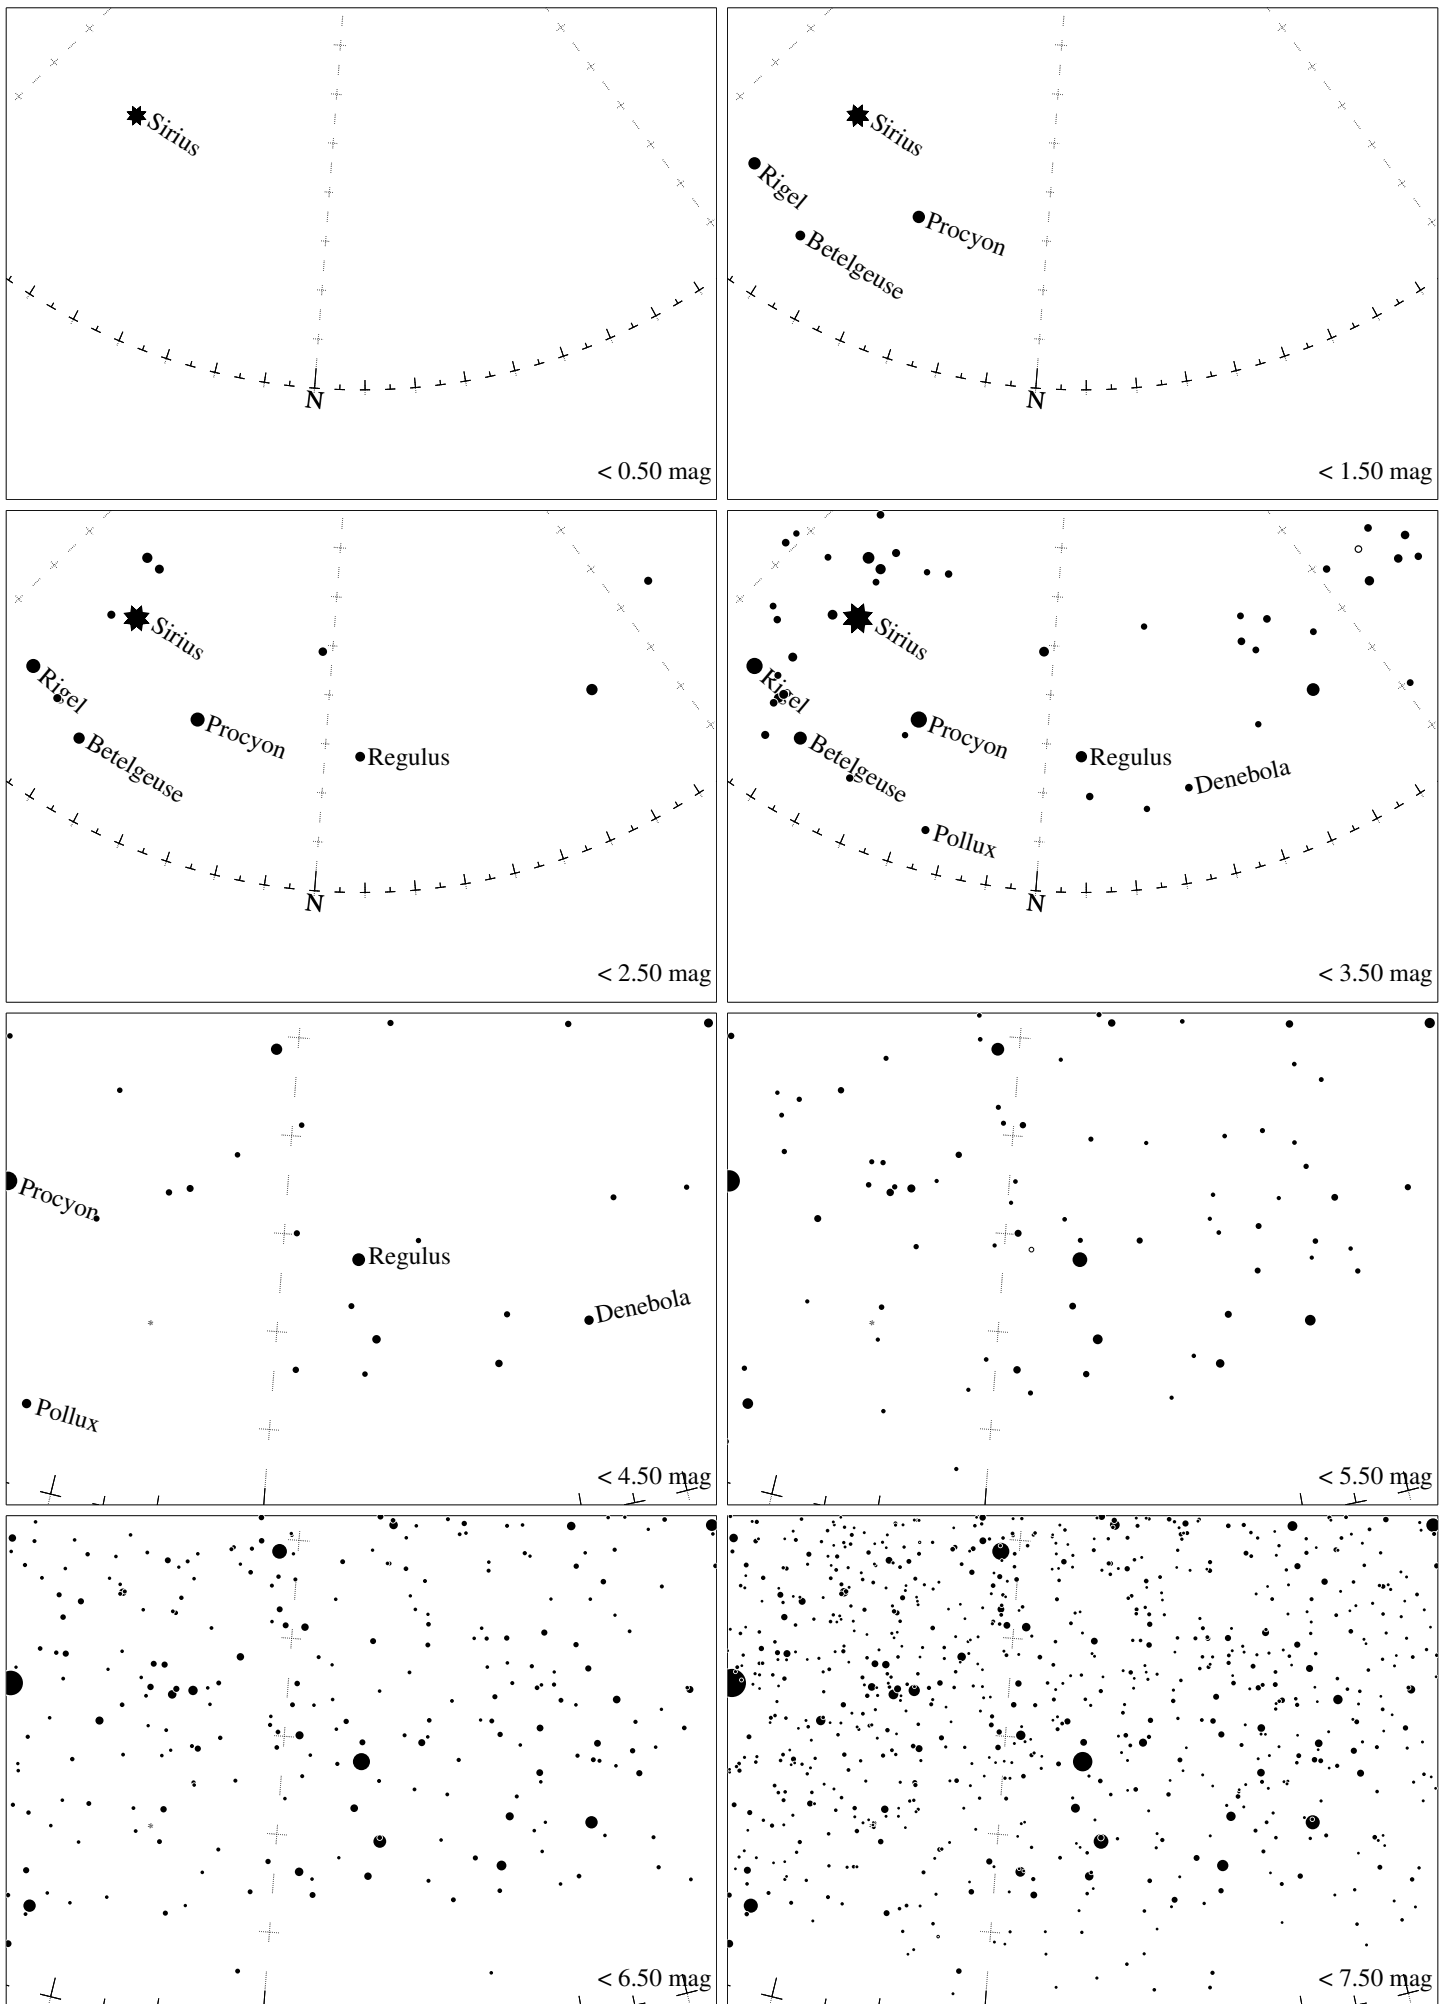 Sirius
N
< 0.50 mag
Sirius
Rigel
Procyon
Betelgeuse
N
< 1.50 mag
Sirius
Rigel
Procyon
Betelgeuse
Regulus
N
< 2.50 mag
Sirius
Rigel
Procyon
Betelgeuse
Regulus
Denebola
Pollux
N
< 3.50 mag
Procyon
Regulus
Denebola
Pollux
< 4.50 mag
< 5.50 mag
< 6.50 mag
< 7.50 mag